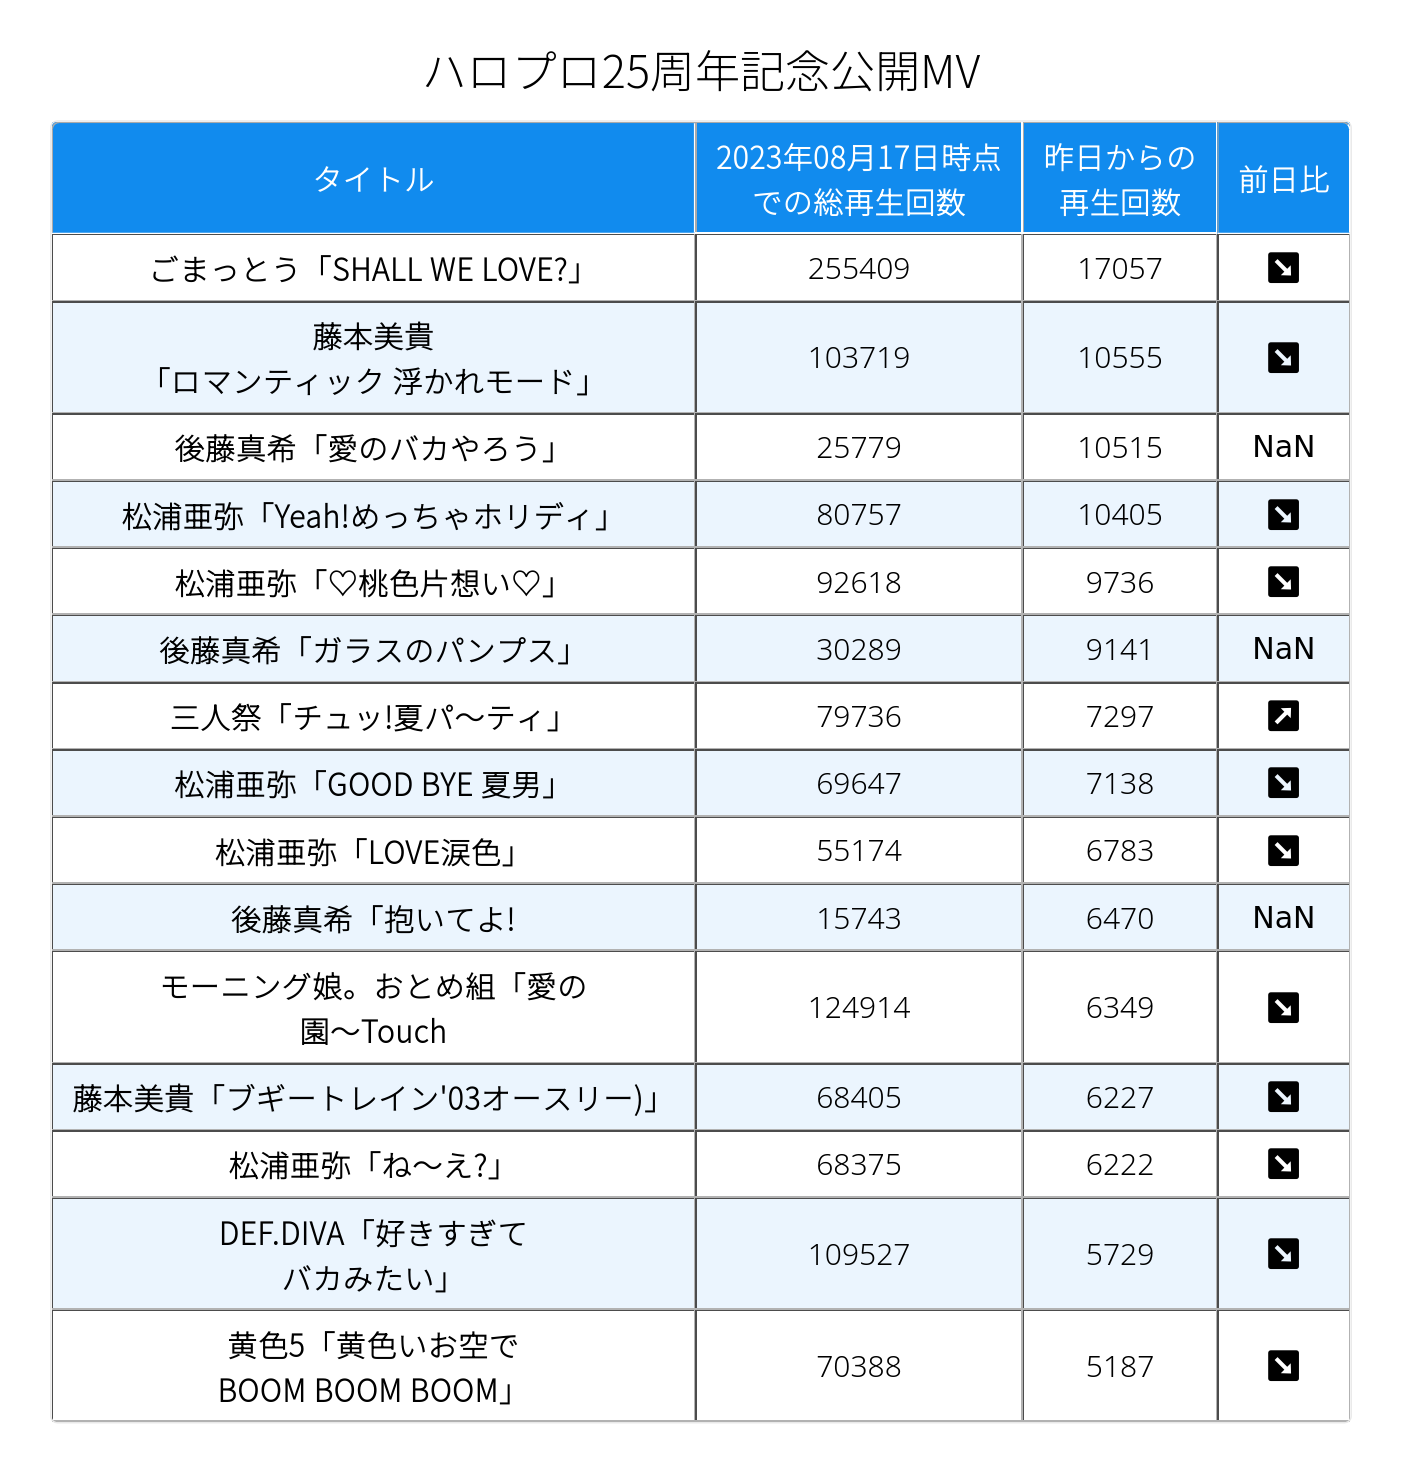 ハロプロ25周年記念公開MV
タイトル
2023年08月17日時点
での総再生回数
昨日からの
再生回数
前日比
ごまっとう「SHALL WE LOVE?」
255409
17057
藤本美貴
「ロマンティック 浮かれモード」
103719
10555
後藤真希「愛のバカやろう」
25779
10515
NaN
松浦亜弥「Yeah!めっちゃホリディ」
80757
10405
松浦亜弥「♡桃色片想い♡」
92618
9736
後藤真希「ガラスのパンプス」
30289
9141
NaN
三人祭「チュッ!夏パ〜ティ」
79736
7297
松浦亜弥「GOOD BYE 夏男」
69647
7138
松浦亜弥「LOVE涙色」
55174
6783
後藤真希「抱いてよ!
15743
6470
NaN
モーニング娘。おとめ組「愛の
園〜Touch
124914
6349
藤本美貴「ブギートレイン'03オースリー)」
68405
6227
松浦亜弥「ね〜え?」
68375
6222
DEF.DIVA「好きすぎて
バカみたい」
109527
5729
黄色5「黄色いお空で
BOOM BOOM BOOM」
70388
5187